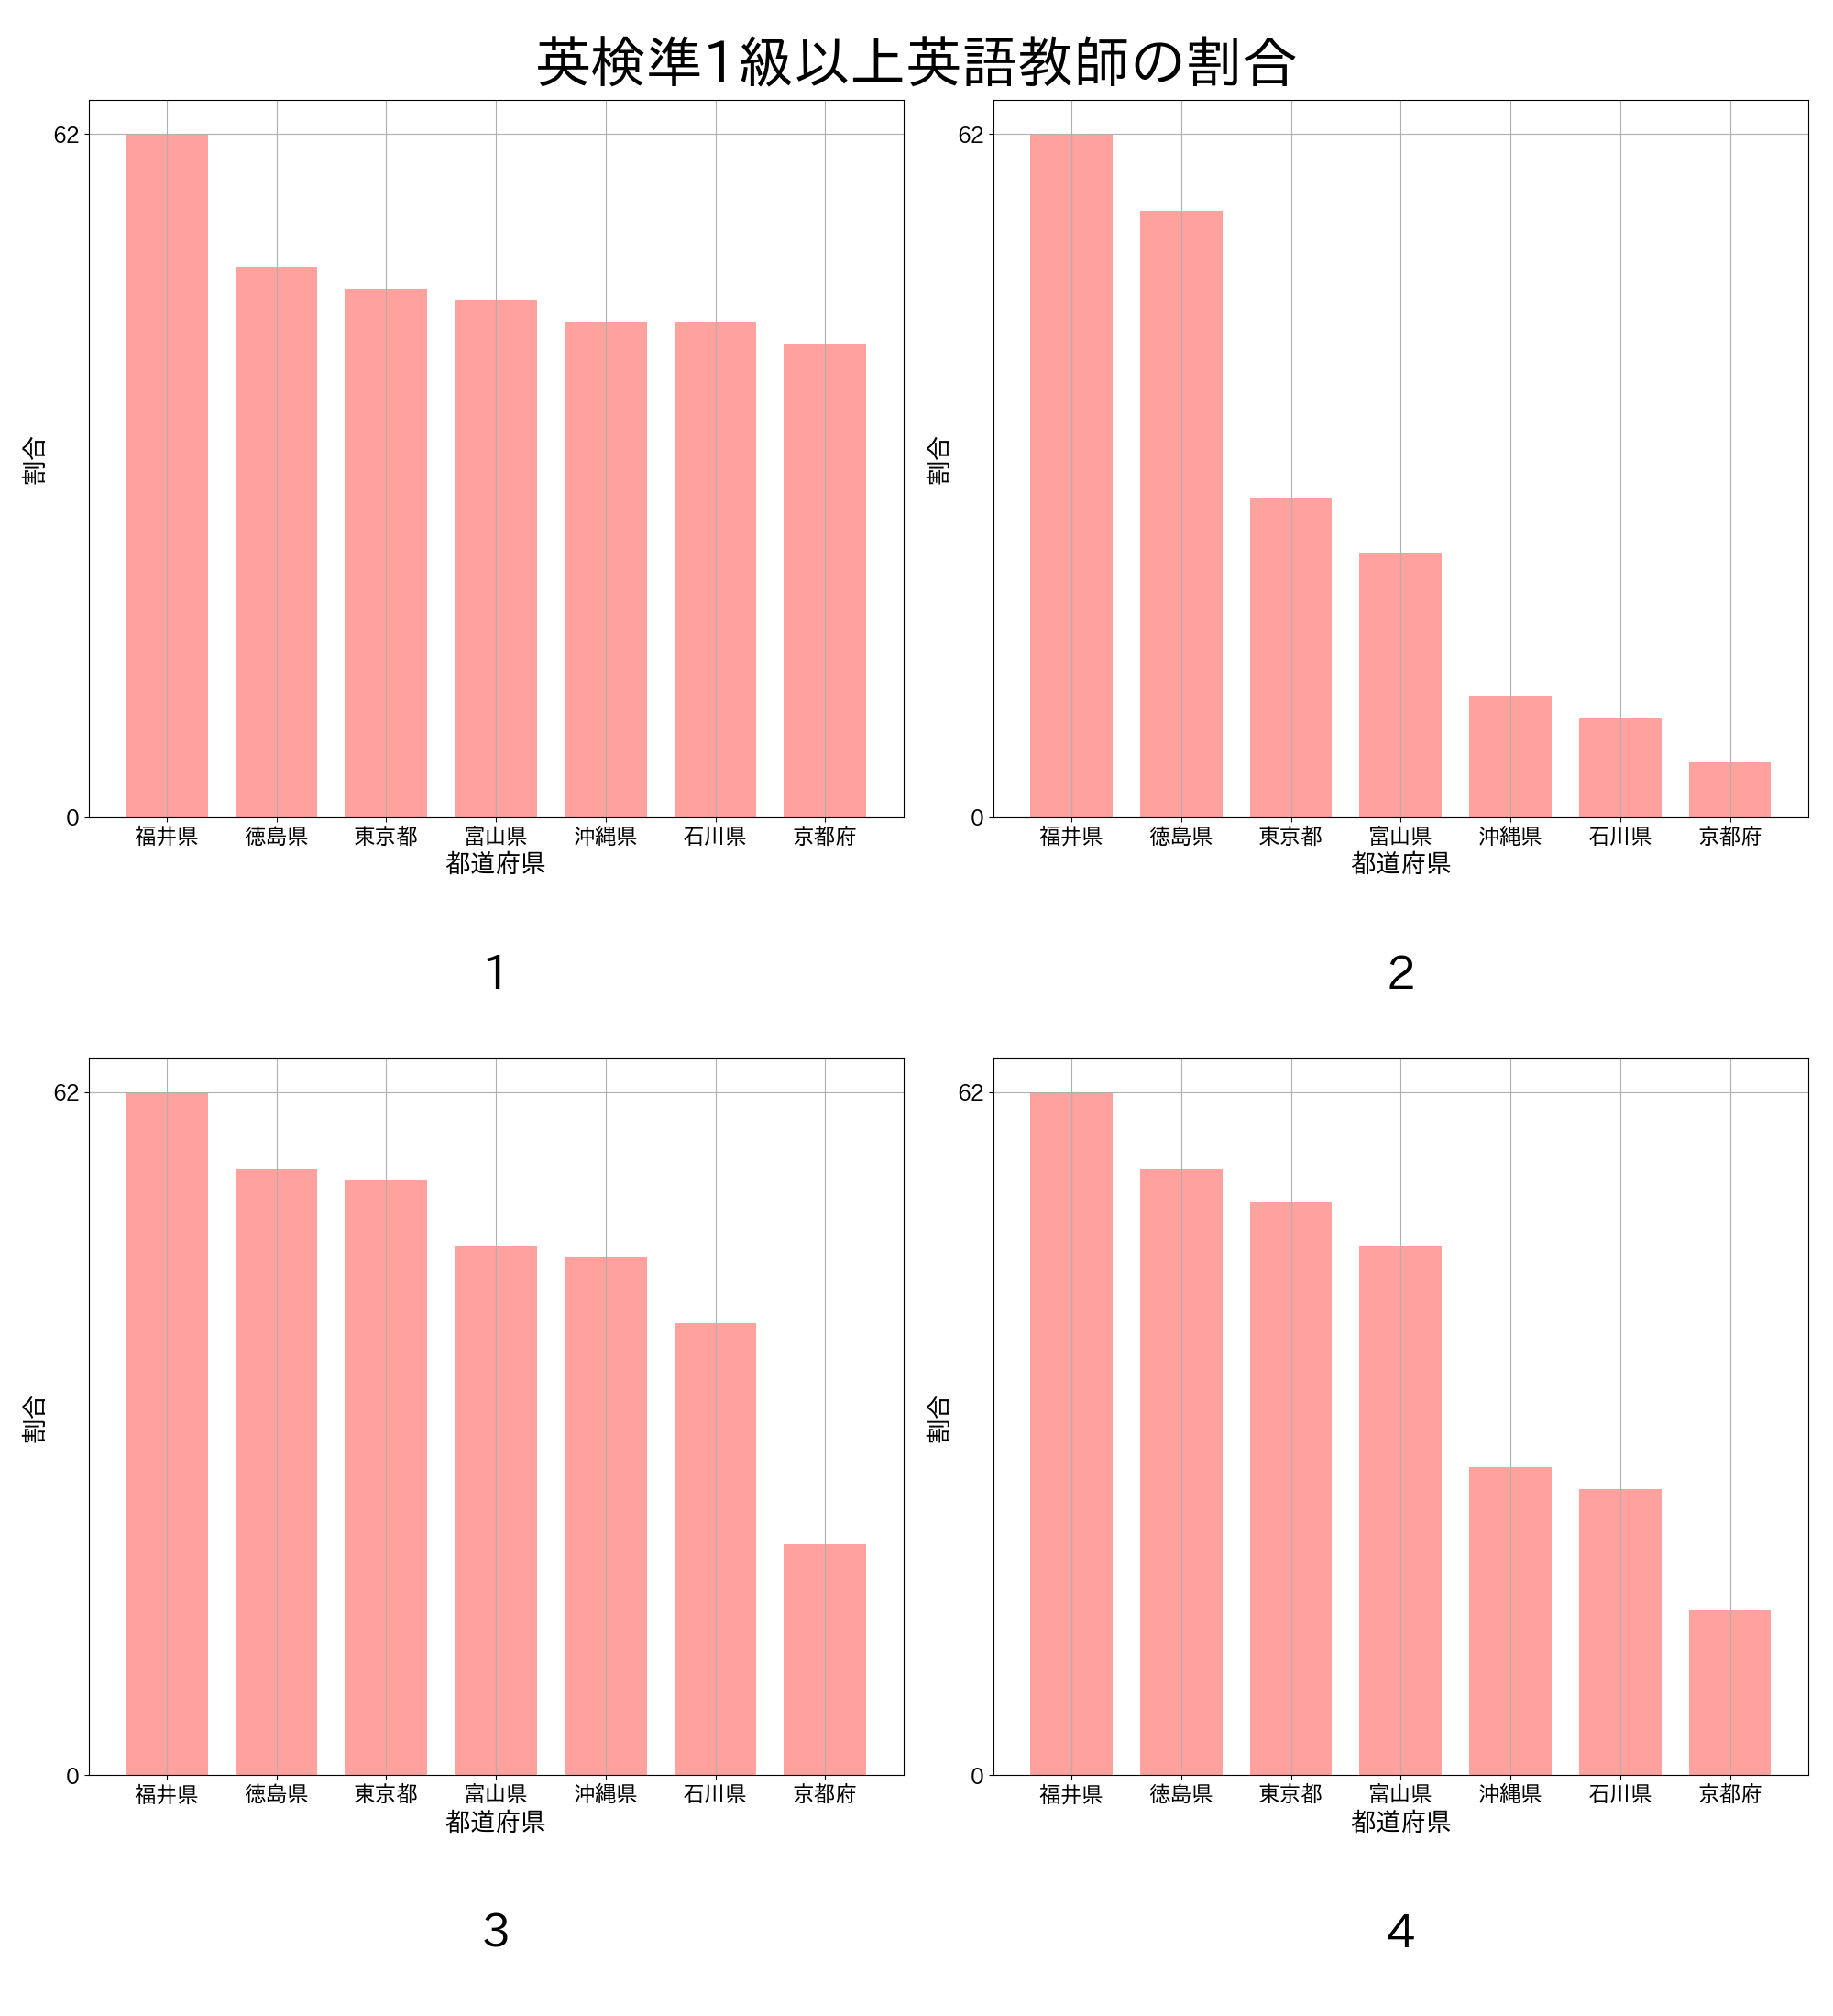 英検準1級以上英語教師の割合
62
0
割合
福井県 徳島県 東京都 富山県 沖縄県 石川県 京都府
都道府県
1
62
0
割合
福井県 徳島県 東京都 富山県 沖縄県 石川県 京都府
都道府県
2
62
0
割合
福井県 徳島県 東京都 富山県 沖縄県 石川県 京都府
都道府県
3
62
0
割合
福井県 徳島県 東京都 富山県 沖縄県 石川県 京都府
都道府県
4